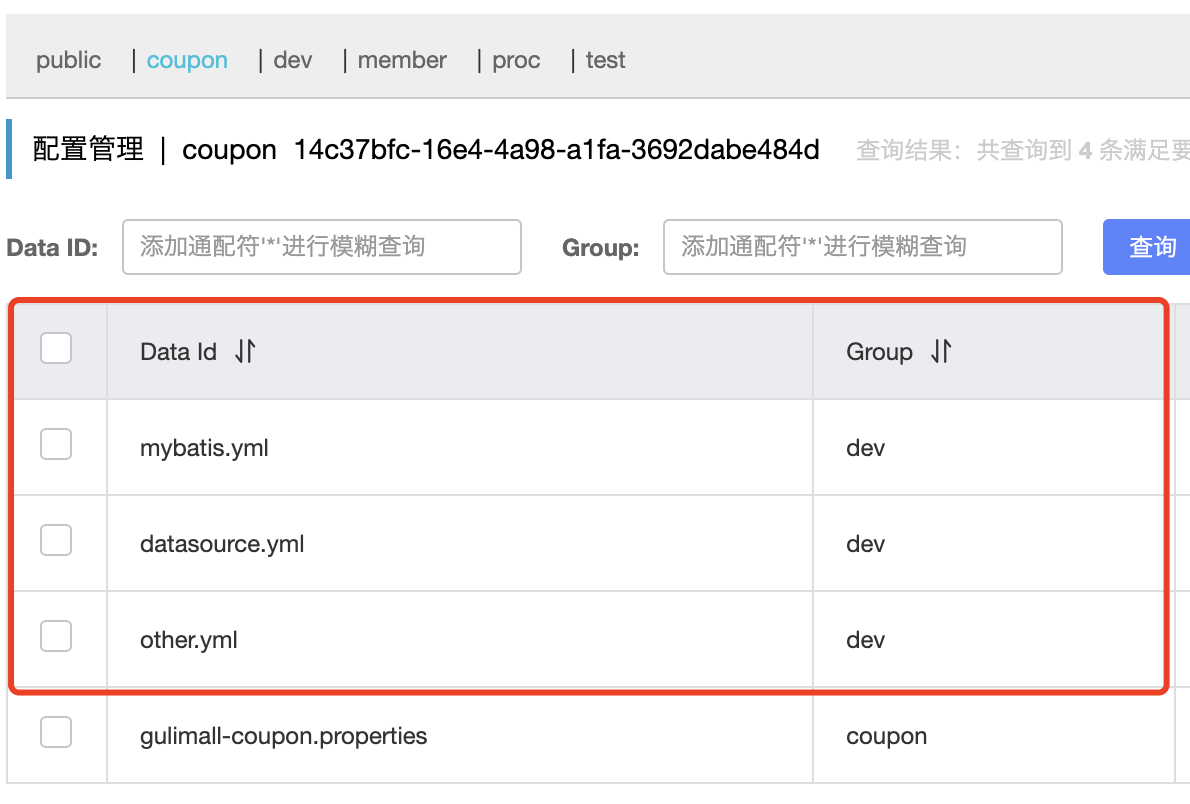 public | coupon | dev | member | proc | test
配置管理 | coupon 14c37bfc-16e4-4a98-a1fa-3692dabe484d 查询结果：共查询到 4 条满足要
Data ID: 添加通配符'*'进行模糊查询 Group: 添加通配符'*'进行模糊查询 查询
Data Id Group
mybatis.yml dev
datasource.yml dev
other.yml dev
gulimall-coupon.properties coupon